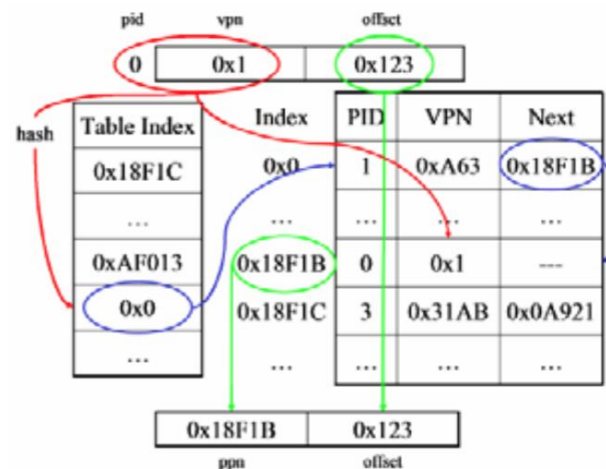 pid vpn offset
0 0x1 0x123
hash
Table Index Index PID VPN Next
0x18F1C 0x0 1 0xA63 0x18F1B
... ... ... ... ...
0xAF013 0x18F1B 0 0x1 ---
0x0 0x18F1C 3 0x31AB 0x0A921
... ... ... ... ...
0x18F1B 0x123
ppn offset